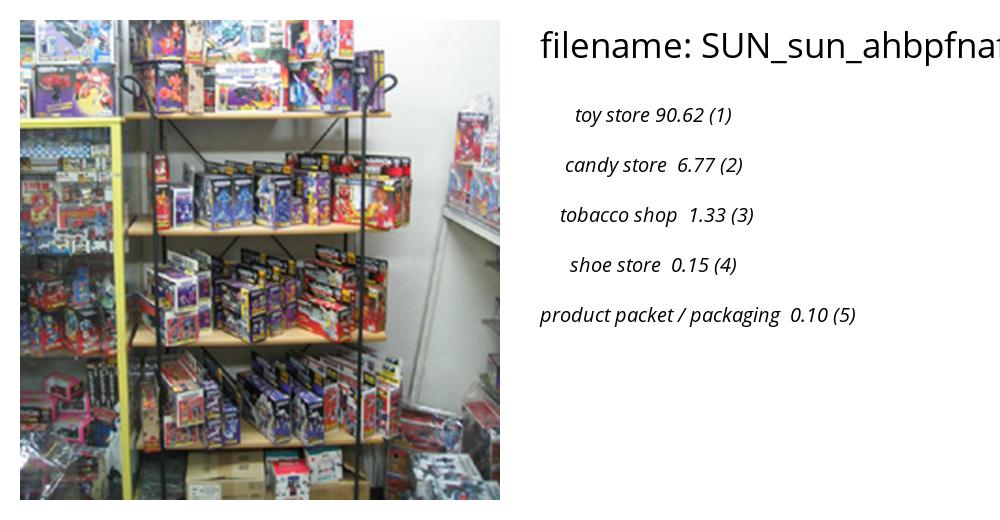 filename: SUN_sun_ahbpfna
toy store 90.62 (1)
candy store 6.77 (2)
tobacco shop 1.33 (3)
shoe store 0.15 (4)
product packet / packaging 0.10 (5)